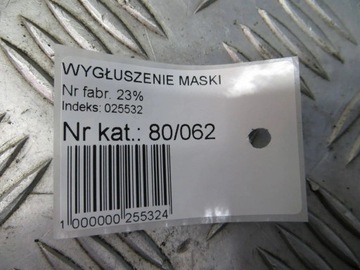 WYGŁUSZENIE MASKI
Nr fabr. 23%
Indeks: 025532
Nr kat.: 80/062
1 000000 255324